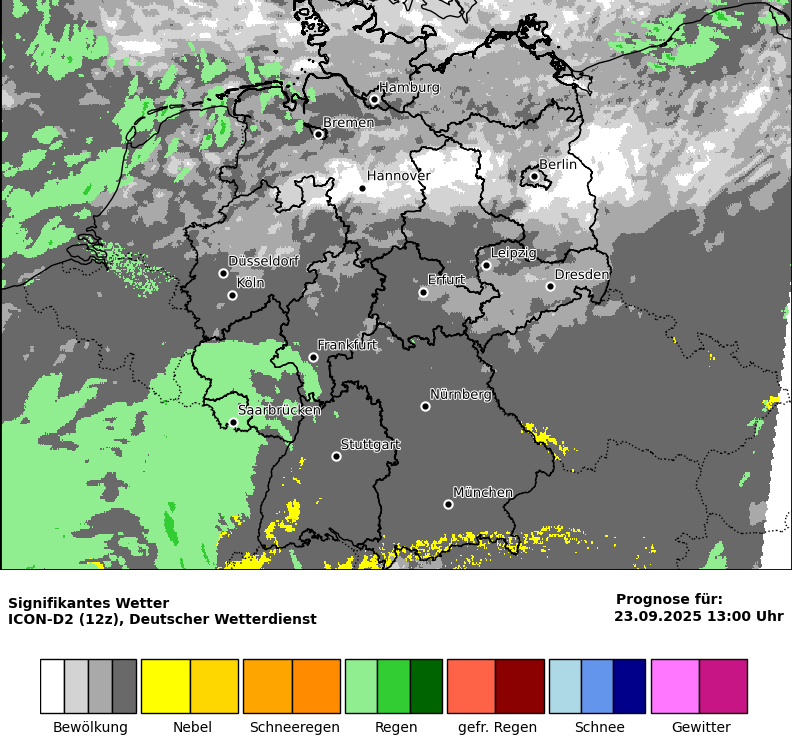 Hamburg
Bremen
Berlin
Hannover
Leipzig
Düsseldorf
Dresden
Erfurt
Köln
Frankfurt
Nürnberg
Saarbrücken
Stuttgart
München
Signifikantes Wetter
ICON-D2 (12z), Deutscher Wetterdienst
Prognose für:
23.09.2025 13:00 Uhr
Bewölkung Nebel Schneeregen Regen gefr. Regen Schnee Gewitter